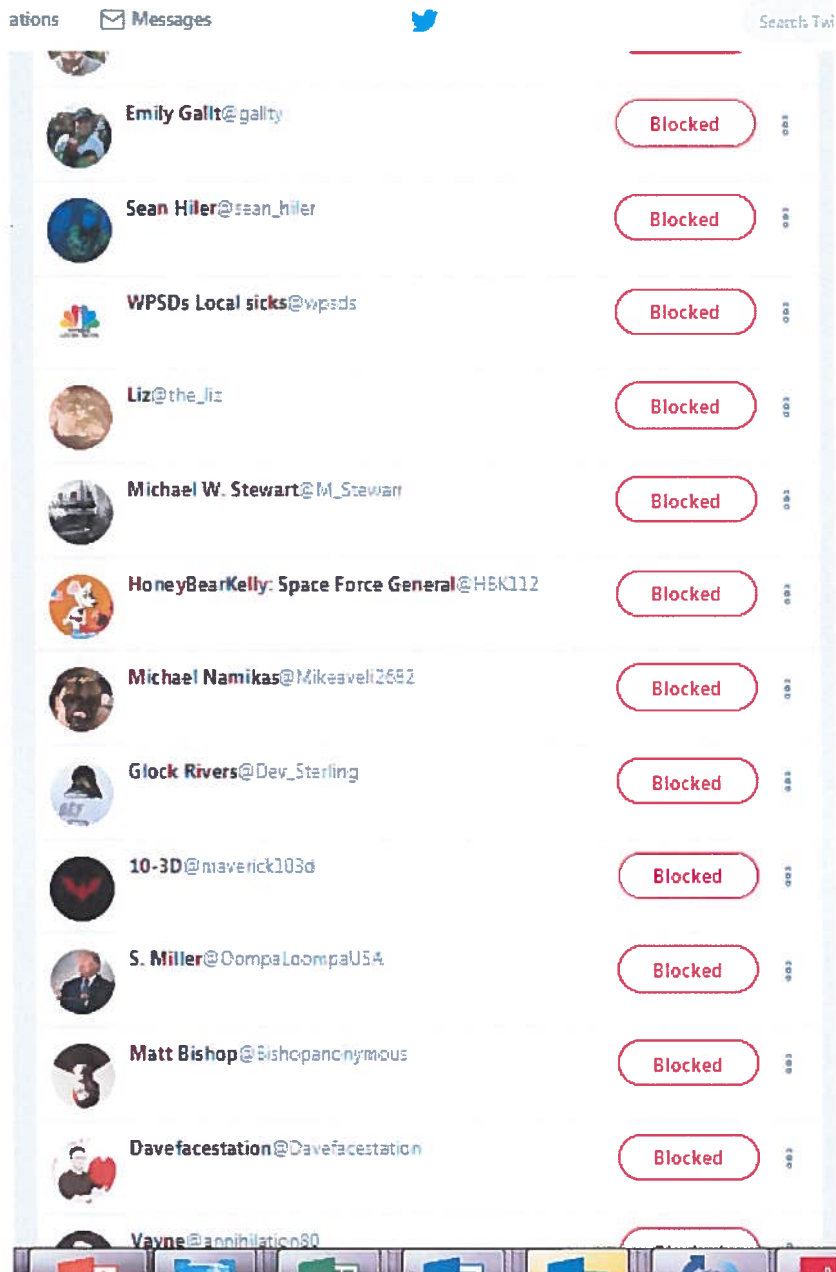 ations Messages
Emily Gallt@gallty Blocked
Sean Hiler@sean_hiler Blocked
WPSDs Local sicks@wpsds Blocked
Liz@the_liz Blocked
Michael W. Stewart@M_Stewart Blocked
HoneyBearKelly: Space Force General@HBK112 Blocked
Michael Namikas@Mikeaveli2682 Blocked
Glock Rivers@Dev_Sterling Blocked
10-3D@maverick103d Blocked
S. Miller@OompaLoompaUSA Blocked
Matt Bishop@Bishopanonymous Blocked
Davefacestation@Davefacestation Blocked
Vayne@annihilation80